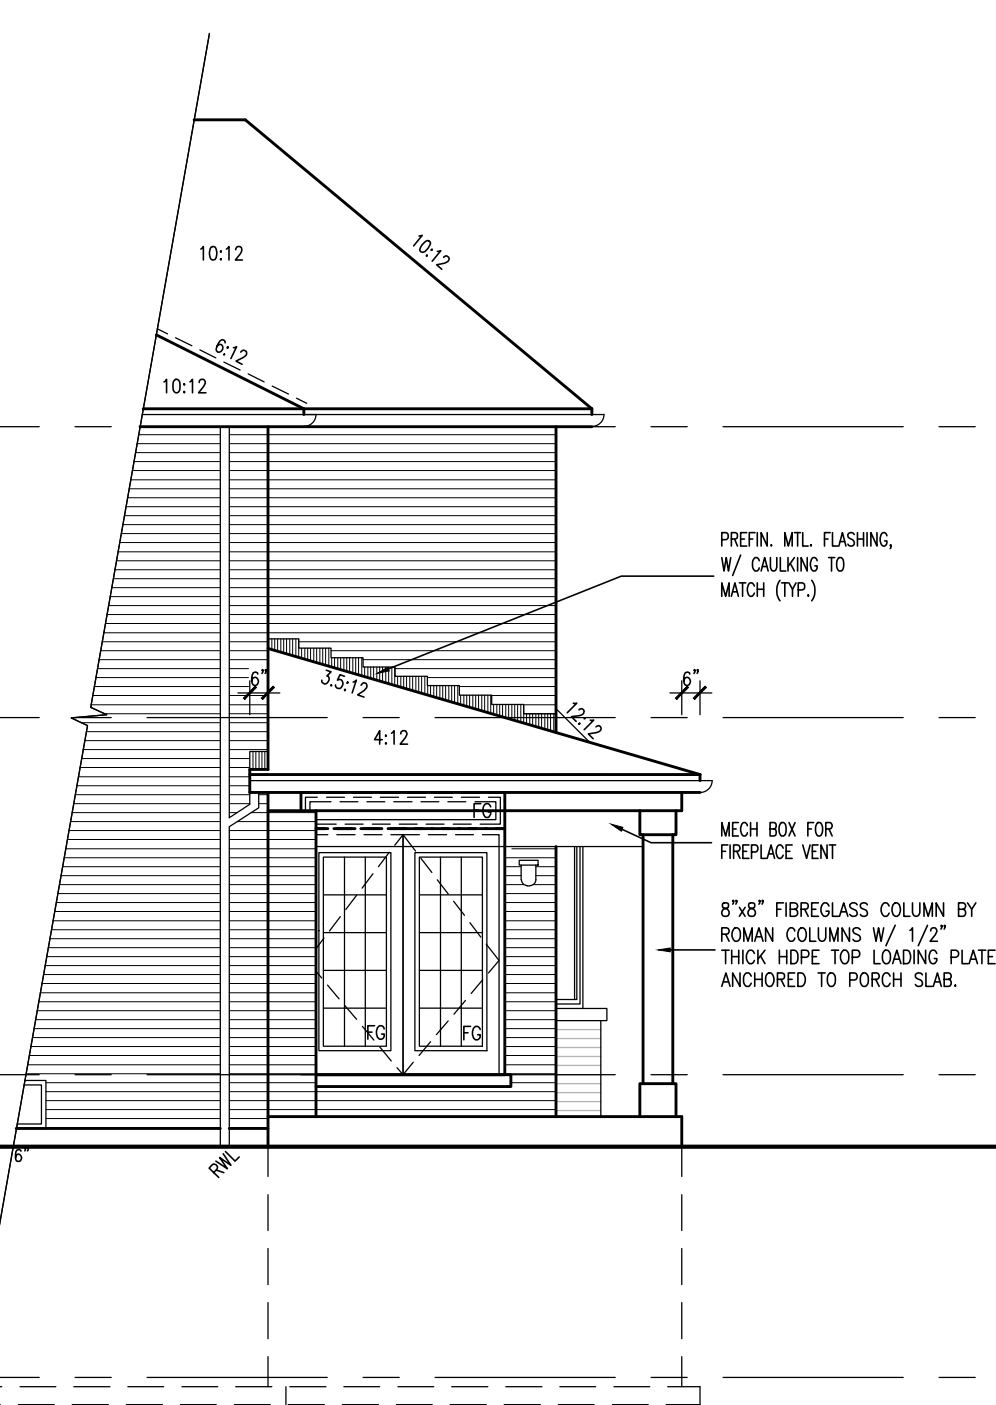 10:12
10:12
6:12
10:12
PREFIN. MTL. FLASHING,
W/ CAULKING TO
MATCH (TYP.)
6"
3.5:12
6"
12:12
4:12
FG
MECH BOX FOR
FIREPLACE VENT
8"x8" FIBREGLASS COLUMN BY
ROMAN COLUMNS W/ 1/2"
THICK HDPE TOP LOADING PLATE
ANCHORED TO PORCH SLAB.
FG
FG
6"
RWL